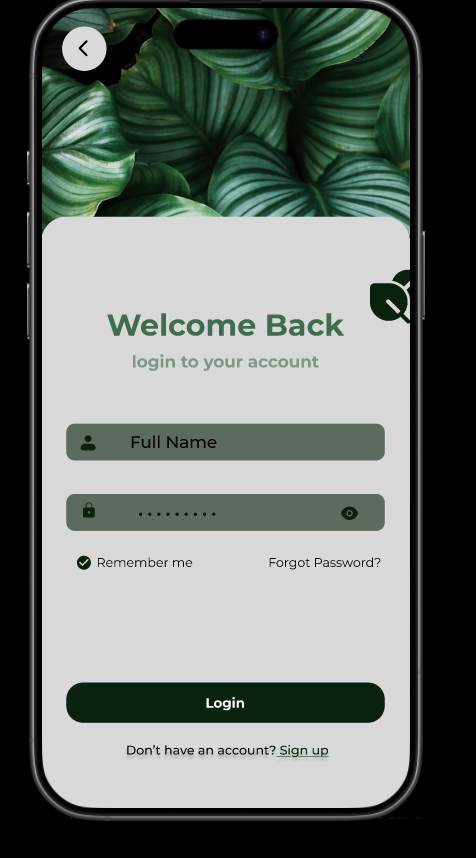 Welcome Back
login to your account
Full Name
•••••••••
Remember me
Forgot Password?
Login
Don't have an account? Sign up